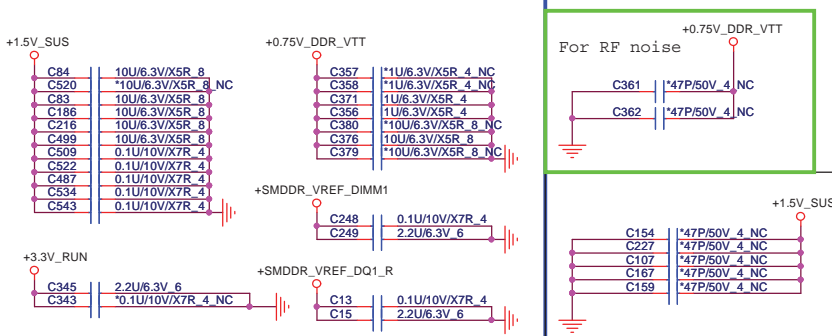 +1.5V_SUS
C84 10U/6.3V/X5R_8
C520 *10U/6.3V/X5R_8_NC
C83 10U/6.3V/X5R_8
C186 10U/6.3V/X5R_8
C216 10U/6.3V/X5R_8
C499 10U/6.3V/X5R_8
C509 0.1U/10V/X7R_4
C522 0.1U/10V/X7R_4
C487 0.1U/10V/X7R_4
C534 0.1U/10V/X7R_4
C543 0.1U/10V/X7R_4
+3.3V_RUN
C345 2.2U/6.3V_6
C343 *0.1U/10V/X7R_4_NC
+0.75V_DDR_VTT
C357 *1U/6.3V/X5R_4_NC
C358 *1U/6.3V/X5R_4_NC
C371 1U/6.3V/X5R_4
C356 1U/6.3V/X5R_4
C380 *10U/6.3V/X5R_8_NC
C376 10U/6.3V/X5R_8
C379 *10U/6.3V/X5R_8_NC
+SMDDR_VREF_DIMM1
C248 0.1U/10V/X7R_4
C249 2.2U/6.3V_6
+SMDDR_VREF_DQ1_R
C13 0.1U/10V/X7R_4
C15 2.2U/6.3V_6
+0.75V_DDR_VTT
For RF noise
C361 *47P/50V_4_NC
C362 *47P/50V_4_NC
+1.5V_SUS
C154 *47P/50V_4_NC
C227 *47P/50V_4_NC
C107 *47P/50V_4_NC
C167 *47P/50V_4_NC
C159 *47P/50V_4_NC